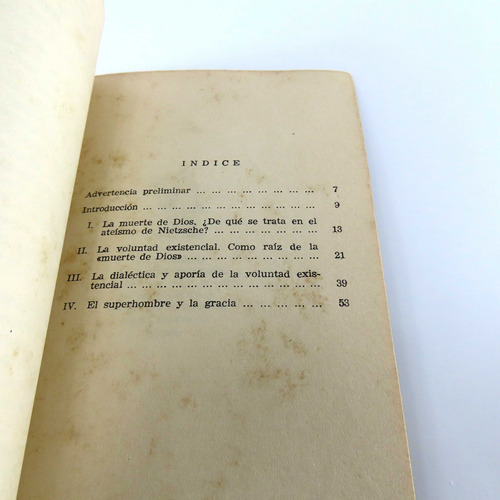 INDICE
Advertencia preliminar ... ... ... ... ... ... ... ... ... 7
Introducción ... ... ... ... ... ... ... ... ... ... ... 9
I. La muerte de Dios. ¿De qué se trata en el
ateísmo de Nietzsche? ... ... ... ... ... ... ... 13
II. La voluntad existencial. Como raíz de la
«muerte de Dios» ... ... ... ... ... ... ... ... ... 21
III. La dialéctica y aporía de la voluntad exis-
tencial ... ... ... ... ... ... ... ... ... ... ... ... 39
IV. El superhombre y la gracia ... ... ... ... ... 53